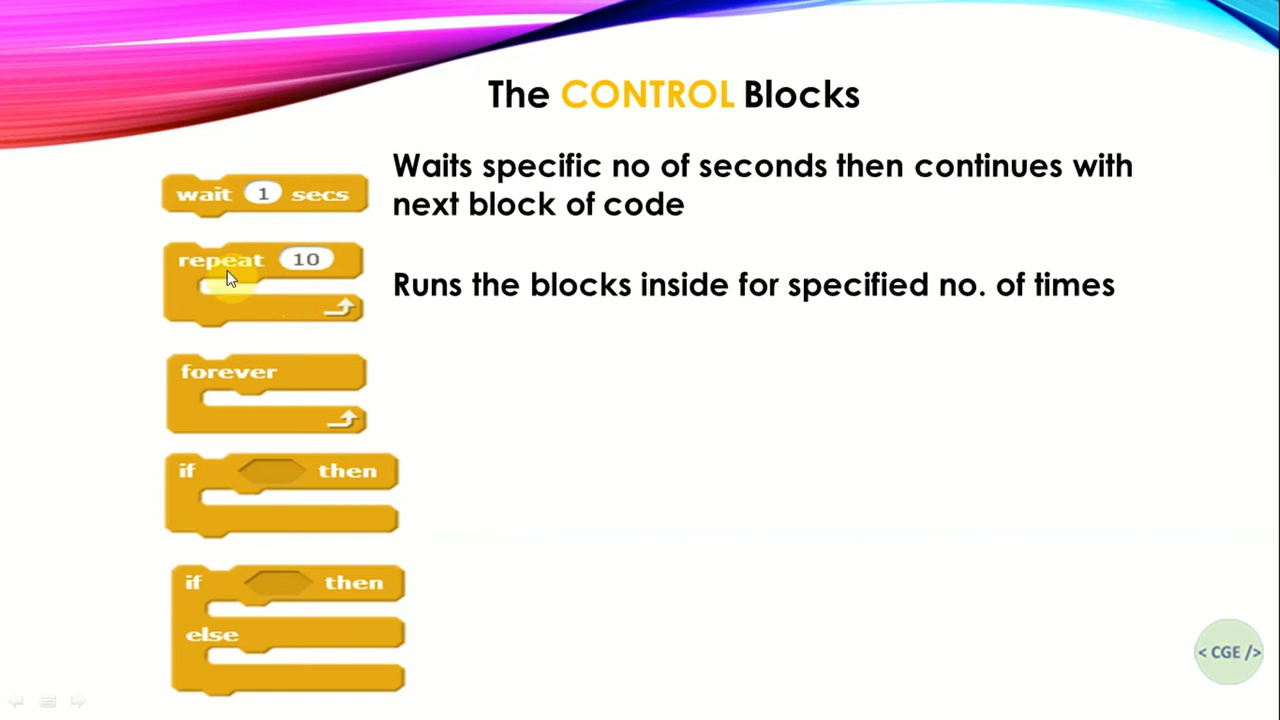 The CONTROL Blocks
Waits specific no of seconds then continues with
next block of code
wait 1 secs
repeat 10
Runs the blocks inside for specified no. of times
forever
if then
if then
else
< CGE />